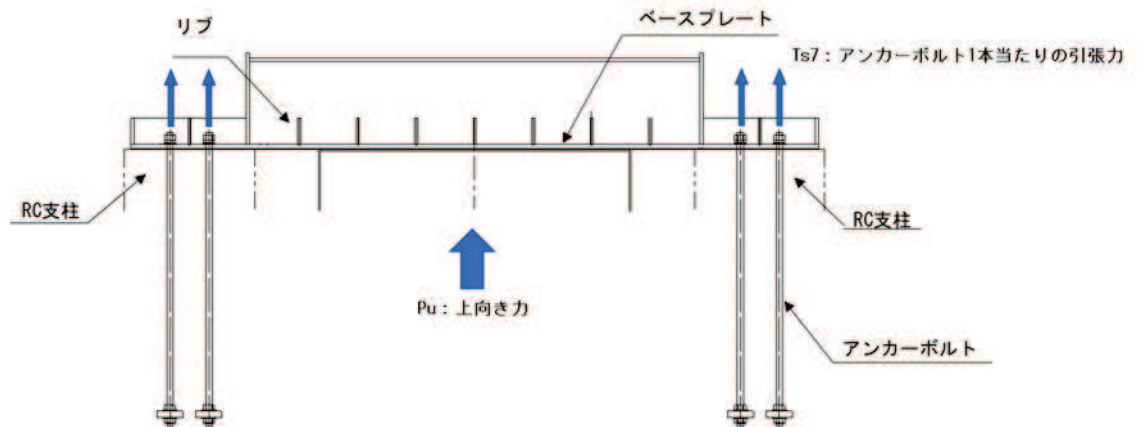 リブ
ベースプレート
Ts7：アンカーボルト1本当たりの引張力
RC支柱
RC支柱
Pu：上向き力
アンカーボルト